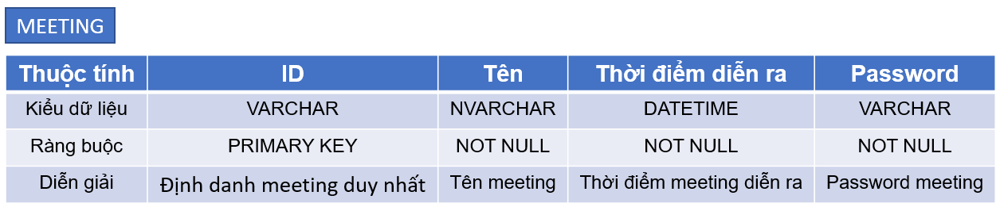 MEETING
Thuộc tính ID Tên Thời điểm diễn ra Password
Kiểu dữ liệu VARCHAR NVARCHAR DATETIME VARCHAR
Ràng buộc PRIMARY KEY NOT NULL NOT NULL NOT NULL
Diễn giải Định danh meeting duy nhất Tên meeting Thời điểm meeting diễn ra Password meeting